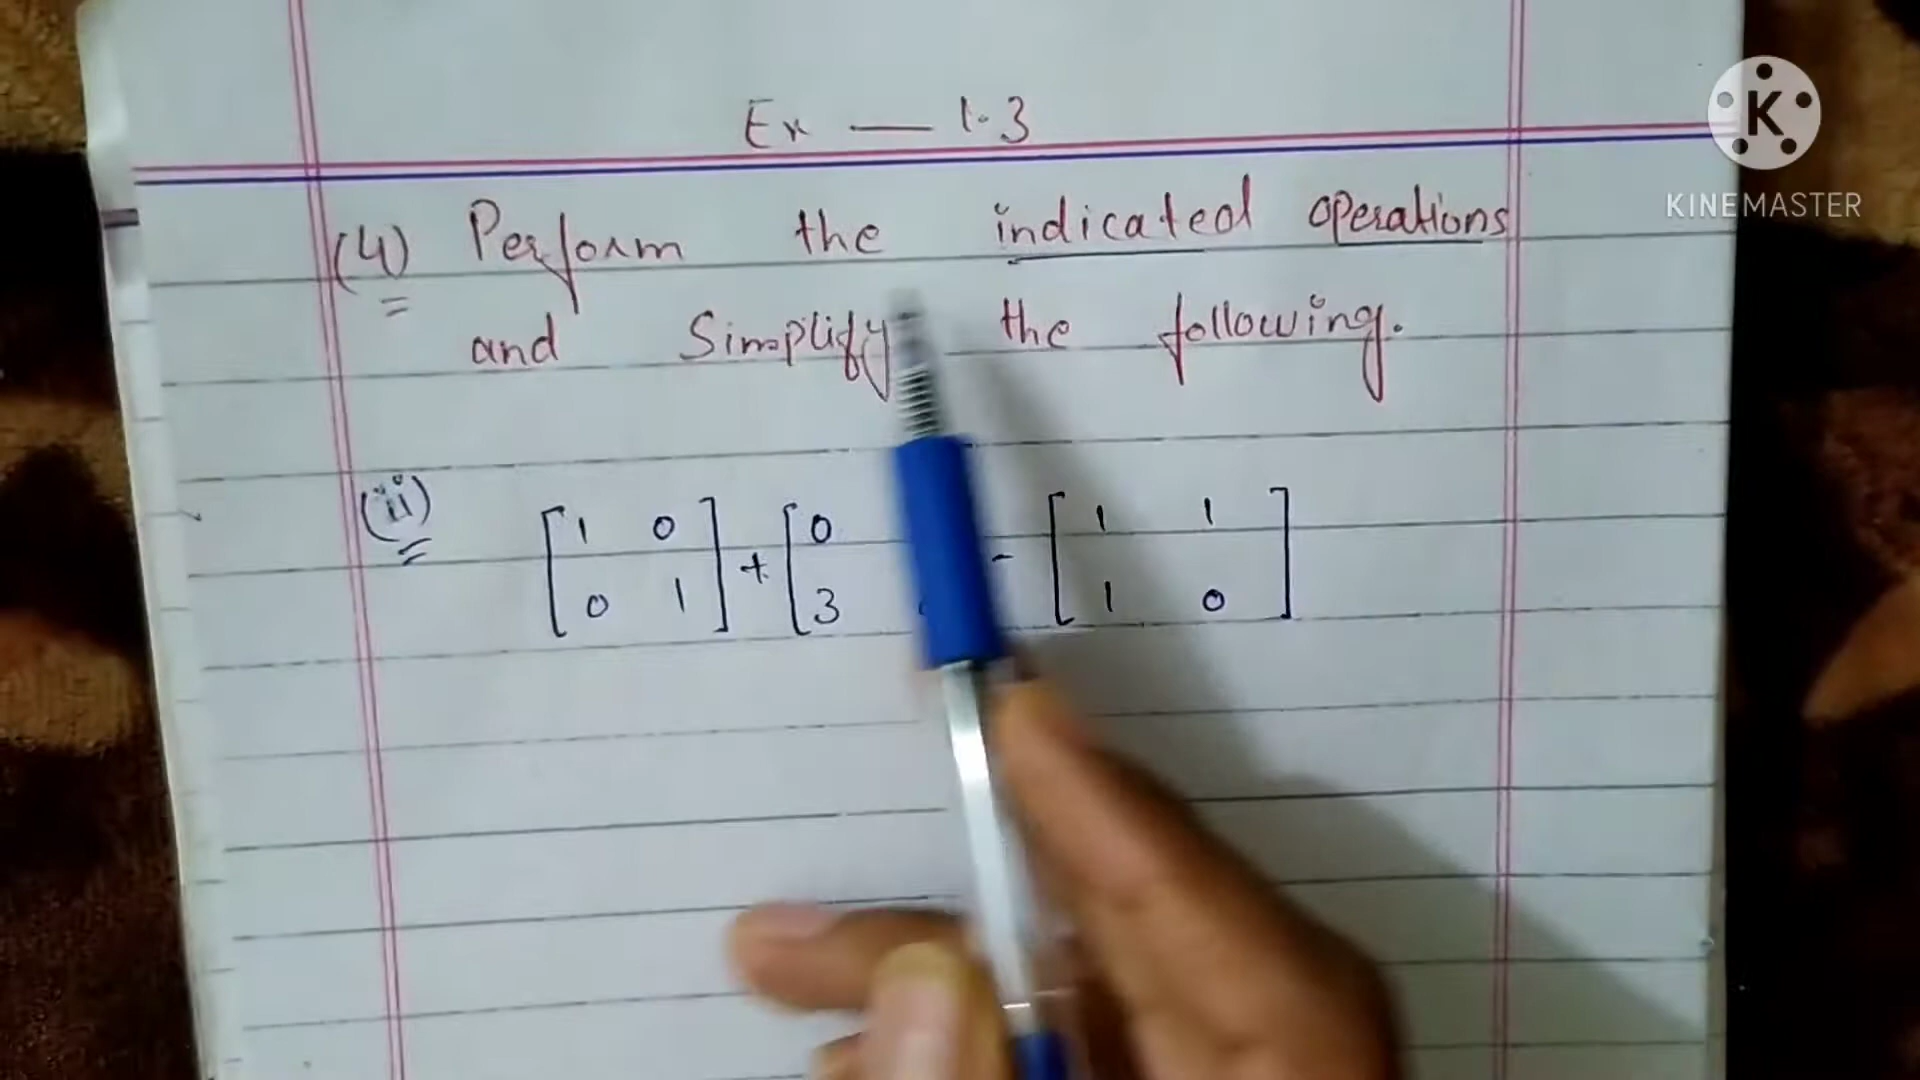 Ex — 1.3
K
KINEMASTER
(4) Perform the indicated operations
and Simplify the following.
(ii) [ 1 0 ] + [ 0 - [ 1 1 ]
0 1 3 1 0